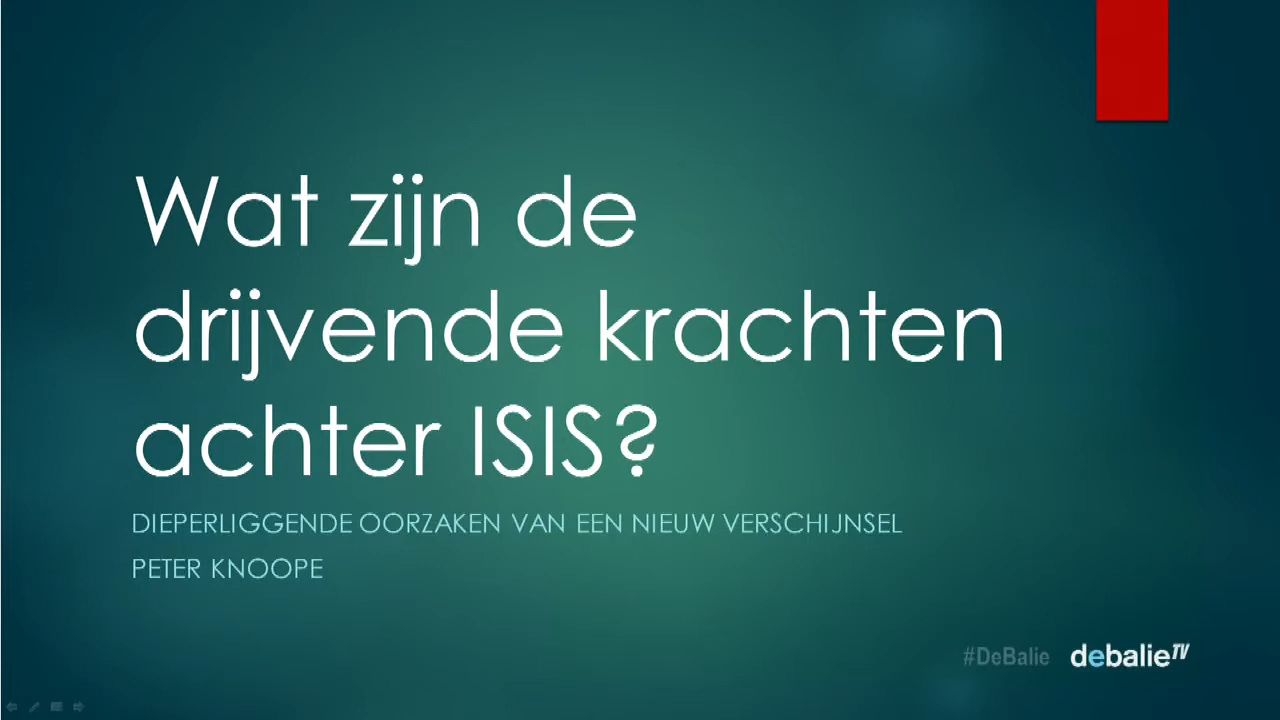 Wat zijn de
drijvende krachten
achter ISIS?
DIEPERLIGGENDE OORZAKEN VAN EEN NIEUW VERSCHIJNSEL
PETER KNOOPE
#DeBalie debalieTV